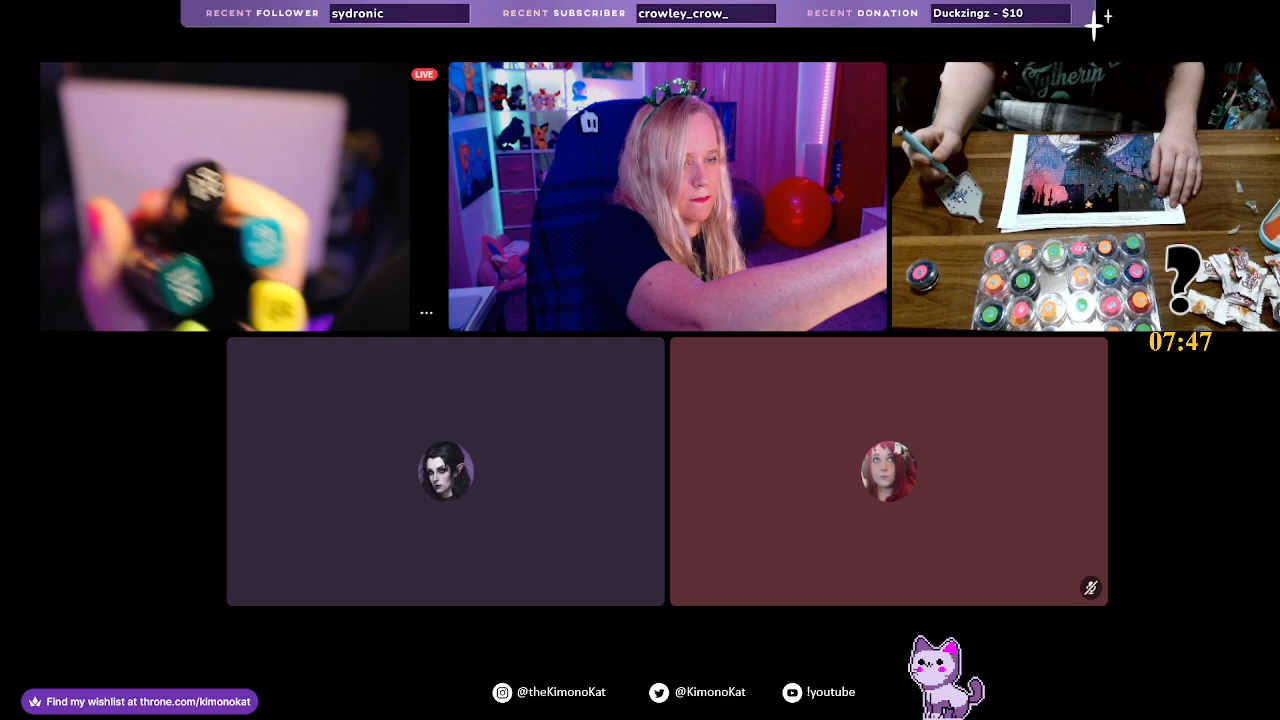 RECENT FOLLOWER
sydronic
RECENT SUBSCRIBER
crowley_crow_
RECENT DONATION
Duckzingz - $10
LIVE
Slytherin
?
07:47
@theKimonoKat
@KimonoKat
!youtube
Find my wishlist at throne.com/kimonokat